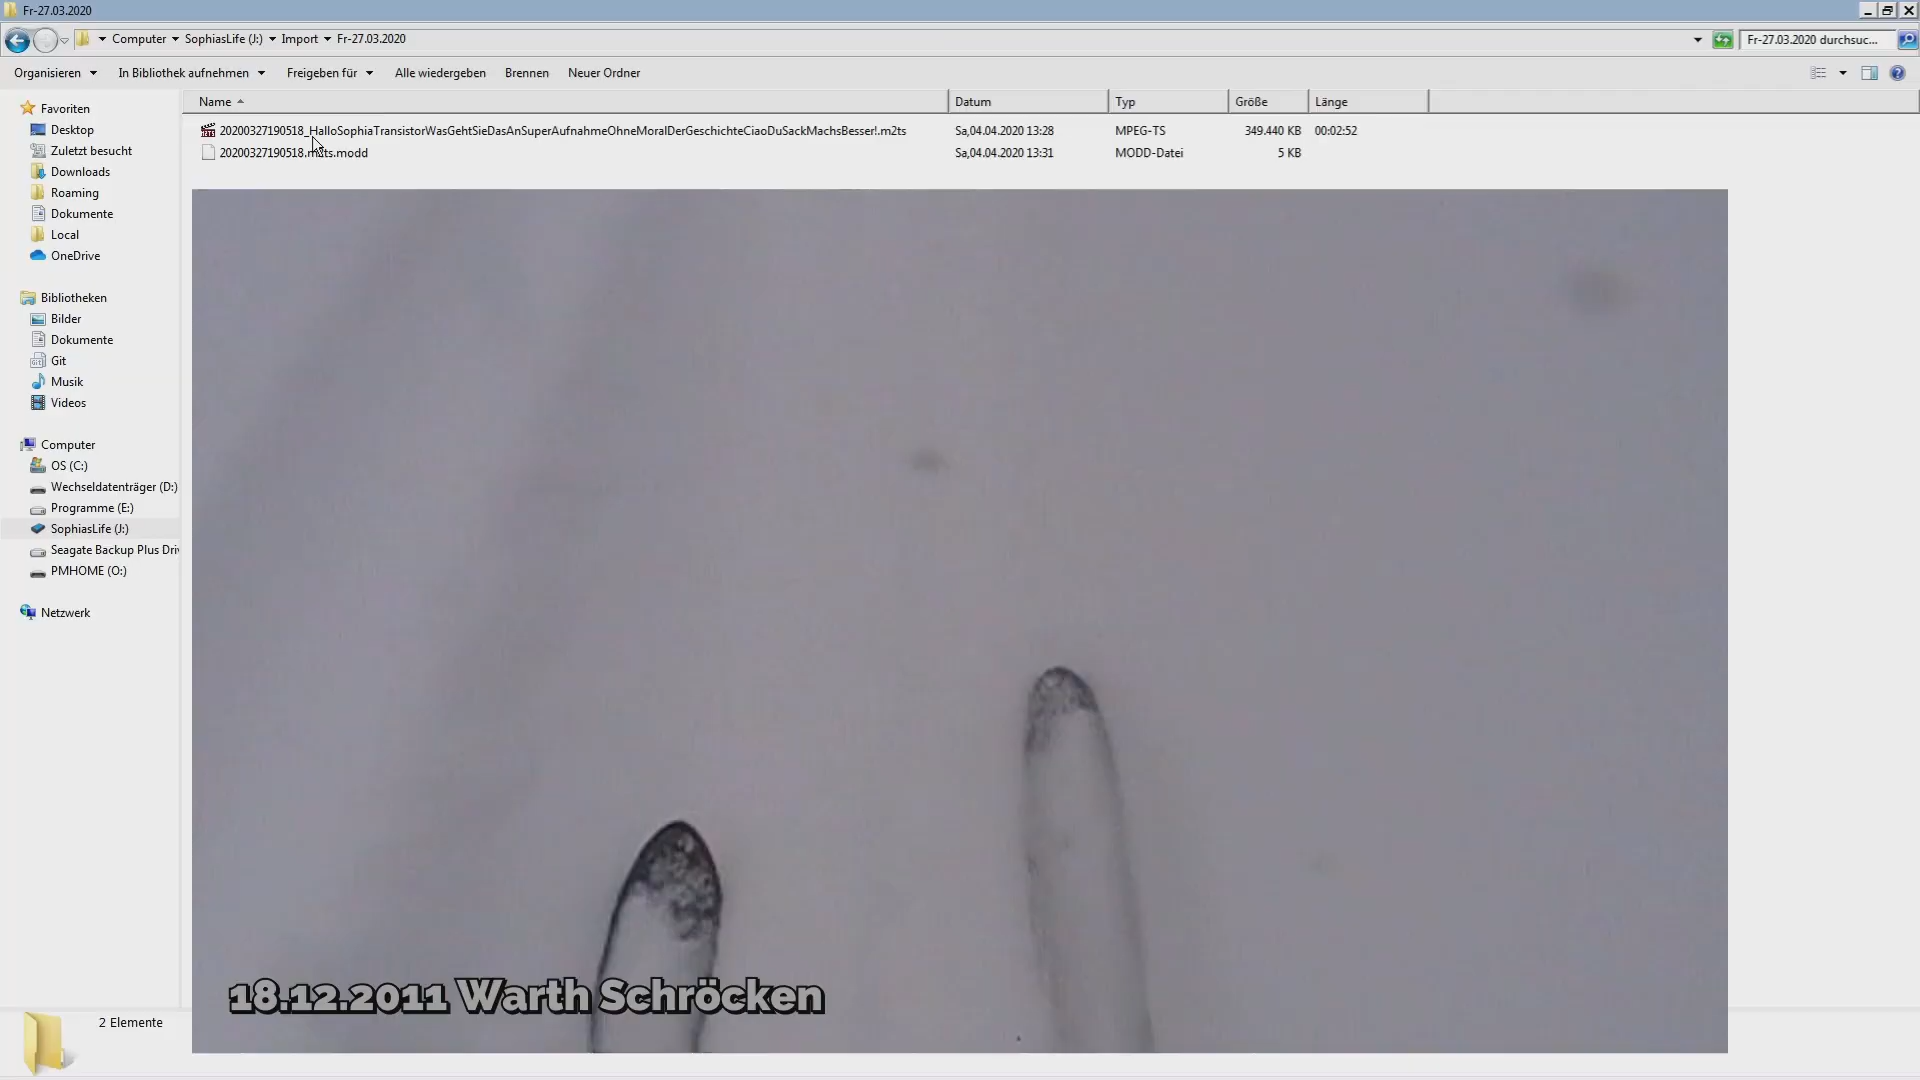 Fr-27.03.2020
Computer SophiasLife (J:) Import Fr-27.03.2020
Fr-27.03.2020 durchsuc...
Organisieren In Bibliothek aufnehmen Freigeben für Alle wiedergeben Brennen Neuer Ordner
Name Datum Typ Größe Länge
20200327190518_HalloSophiaTransistorWasGehtSieDasAnSuperAufnahmeOhneMoralDerGeschichteCiaoDuSackMachsBesser!.m2ts Sa,04.04.2020 13:28 MPEG-TS 349.440 KB 00:02:52
20200327190518.m2ts.modd Sa,04.04.2020 13:31 MODD-Datei 5 KB
Favoriten
Desktop
Zuletzt besucht
Downloads
Roaming
Dokumente
Local
OneDrive
Bibliotheken
Bilder
Dokumente
Git
Musik
Videos
Computer
OS (C:)
Wechseldatenträger (D:)
Programme (E:)
SophiasLife (J:)
Seagate Backup Plus Driv
PMHOME (O:)
Netzwerk
18.12.2011 Warth Schröcken
2 Elemente